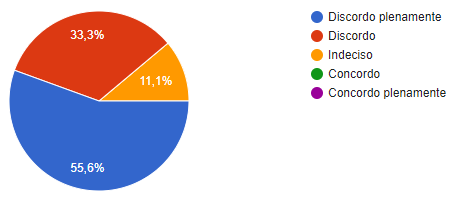 33,3%
11,1%
55,6%
Discordo plenamente
Discordo
Indeciso
Concordo
Concordo plenamente